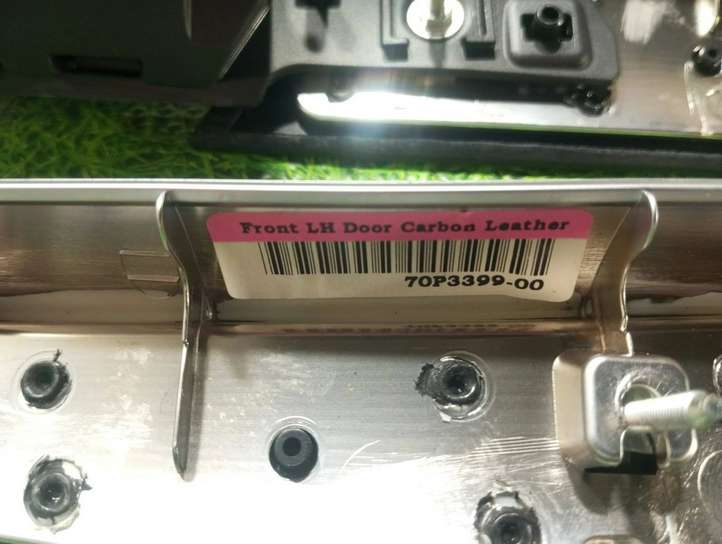 Front LH Door Carbon Leather
70P3399-00